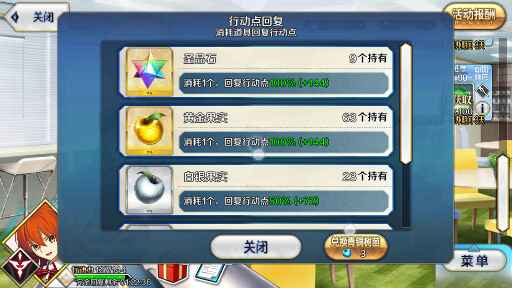 关闭
行动点回复
消耗道具回复行动点
活动报酬
圣晶石
9个持有
消耗1个、回复行动点100% (+144)
黄金果实
63个持有
消耗1个、回复行动点100% (+144)
白银果实
23个持有
消耗1个、回复行动点50% (+72)
关闭
兑换青铜树苗
3
菜单